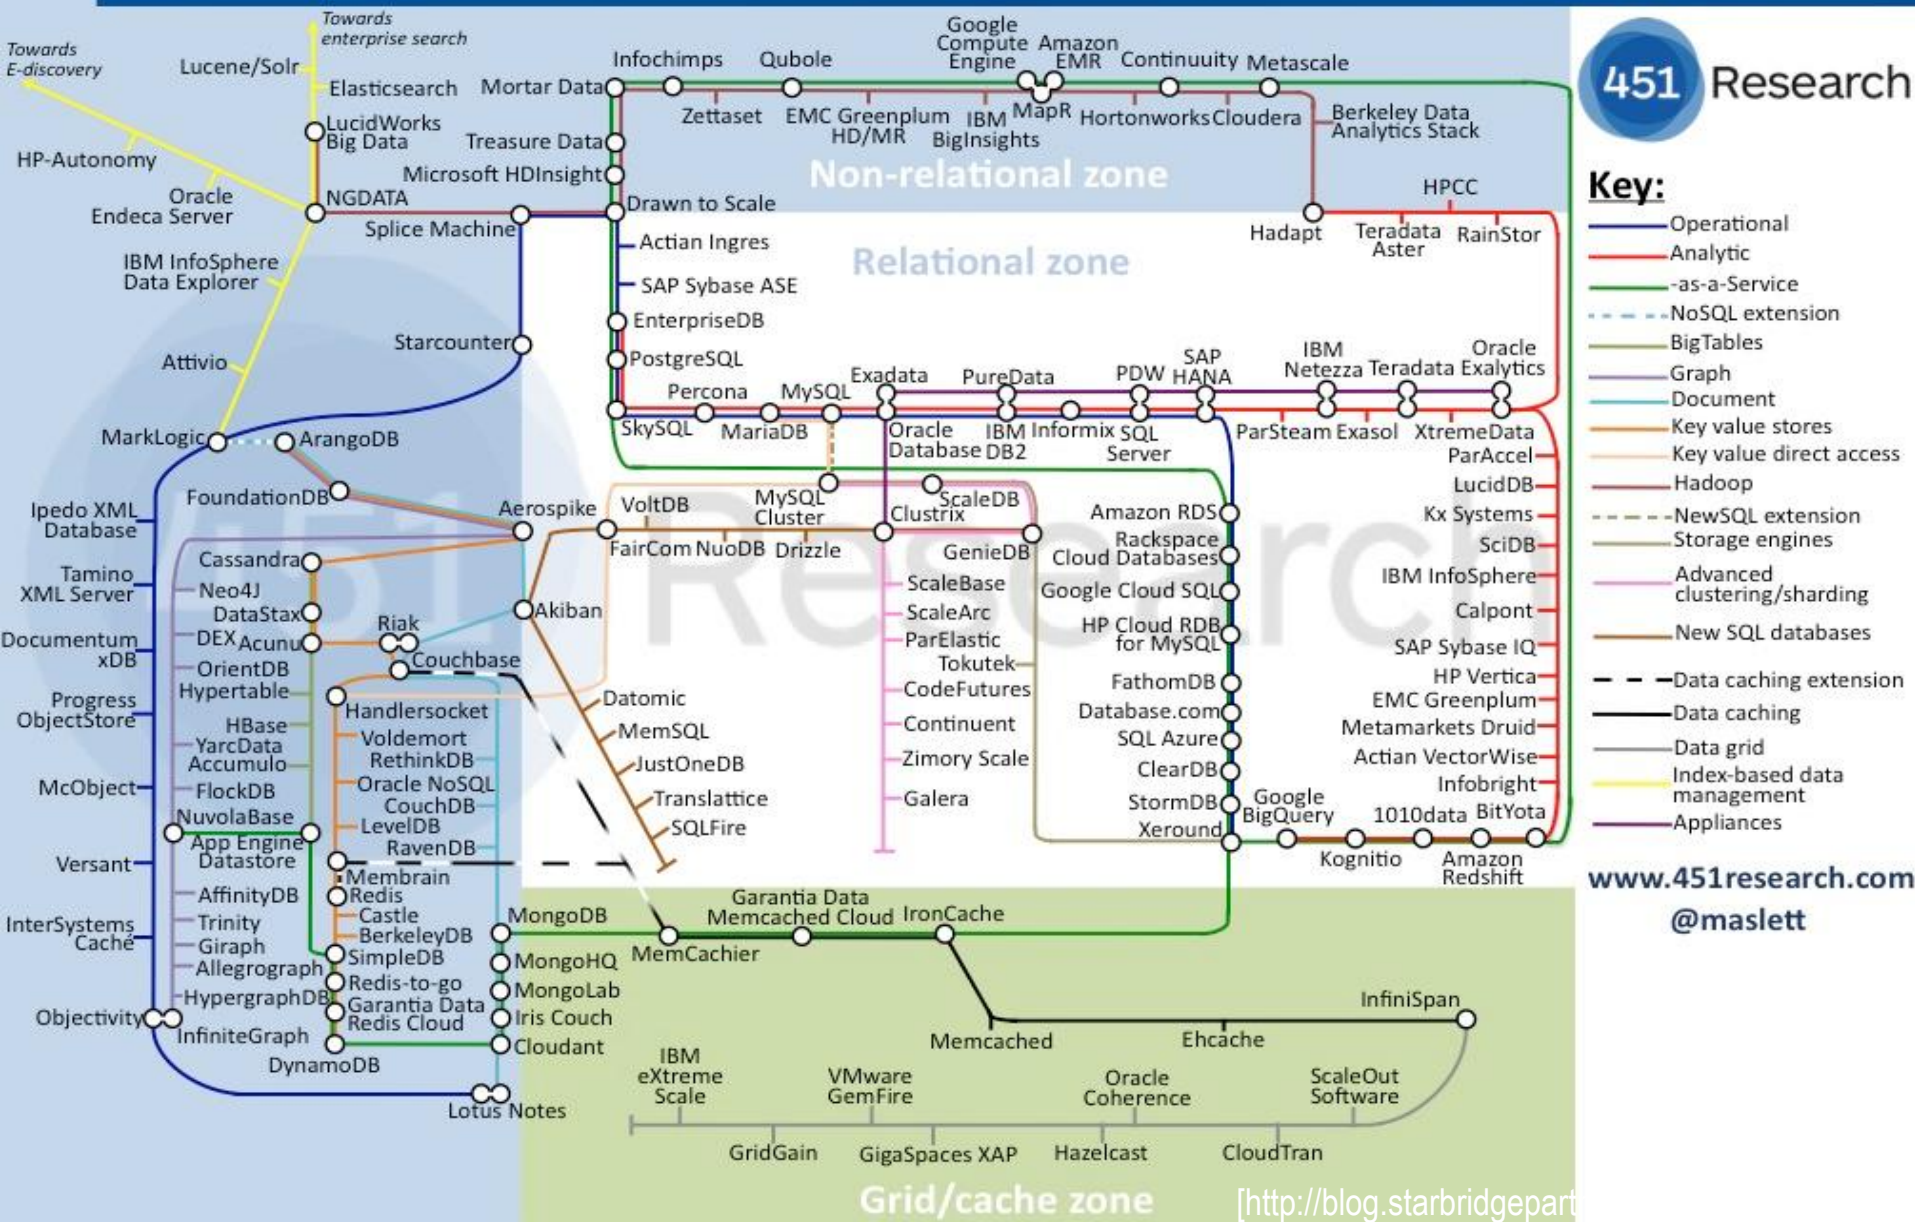 Towards
E-discovery
Towards
enterprise search
Lucene/Solr
Elasticsearch
LucidWorks
Big Data
HP-Autonomy
Oracle
Endeca Server
NGDATA
IBM InfoSphere
Data Explorer
Attivio
Splice Machine
Starcounter
MarkLogic
ArangoDB
FoundationDB
Infochimps
Qubole
Google
Compute
Engine
Amazon
EMR
Continuuity
Metascale
Mortar Data
Zettaset
EMC Greenplum
HD/MR
IBM
BigInsights
MapR
Hortonworks
Cloudera
Berkeley Data
Analytics Stack
Treasure Data
Microsoft HDInsight
Non-relational zone
Drawn to Scale
HPCC
Hadapt
Teradata
Aster
RainStor
Relational zone
Actian Ingres
SAP Sybase ASE
EnterpriseDB
PostgreSQL
Percona
MySQL
Exadata
PureData
PDW
SAP
HANA
IBM
Netezza
Teradata
Oracle
Exalytics
SkySQL
MariaDB
Oracle
Database
IBM
DB2
Informix
SQL
Server
ParSteam
Exasol
XtremeData
ParAccel
LucidDB
Kx Systems
SciDB
IBM InfoSphere
Calpont
SAP Sybase IQ
HP Vertica
EMC Greenplum
Metamarkets Druid
Actian VectorWise
Infobright
BitYota
1010data
Google
BigQuery
Kognitio
Amazon
Redshift
451
Research
Aerospike
VoltDB
MySQL
Cluster
ScaleDB
Clustrix
FairCom
NuoDB
Drizzle
GenieDB
Akiban
ScaleBase
ScaleArc
ParElastic
Tokutek
CodeFutures
Continuent
Zimory Scale
Galera
Amazon RDS
Rackspace
Cloud Databases
Google Cloud SQL
HP Cloud RDB
for MySQL
FathomDB
Database.com
SQL Azure
ClearDB
StormDB
Xeround
Datomic
MemSQL
JustOneDB
Translattice
SQLFire
Ipedo XML
Database
Tamino
XML Server
Documentum
xDB
Progress
ObjectStore
McObject
Versant
InterSystems
Caché
Objectivity
Cassandra
Neo4J
DataStax
DEX
Acunu
Riak
Couchbase
OrientDB
Hypertable
HBase
YarcData
Accumulo
FlockDB
NuvolaBase
App Engine
Datastore
AffinityDB
Trinity
Giraph
Allegrograph
HypergraphDB
InfiniteGraph
DynamoDB
Handlersocket
Voldemort
RethinkDB
Oracle NoSQL
CouchDB
LevelDB
RavenDB
Membrain
Redis
Castle
BerkeleyDB
SimpleDB
Redis-to-go
Garantia Data
Redis Cloud
MongoDB
MongoHQ
MongoLab
Iris Couch
Cloudant
Lotus Notes
Garantia Data
Memcached Cloud
IronCache
MemCachier
Memcached
Ehcache
InfiniSpan
IBM
eXtreme
Scale
VMware
GemFire
Oracle
Coherence
ScaleOut
Software
GridGain
GigaSpaces XAP
Hazelcast
CloudTran
Grid/cache zone
[http://blog.starbridgepart
451 Research
Key:
Operational
Analytic
-as-a-Service
NoSQL extension
BigTables
Graph
Document
Key value stores
Key value direct access
Hadoop
NewSQL extension
Storage engines
Advanced
clustering/sharding
New SQL databases
Data caching extension
Data caching
Data grid
Index-based data
management
Appliances
www.451research.com
@maslett